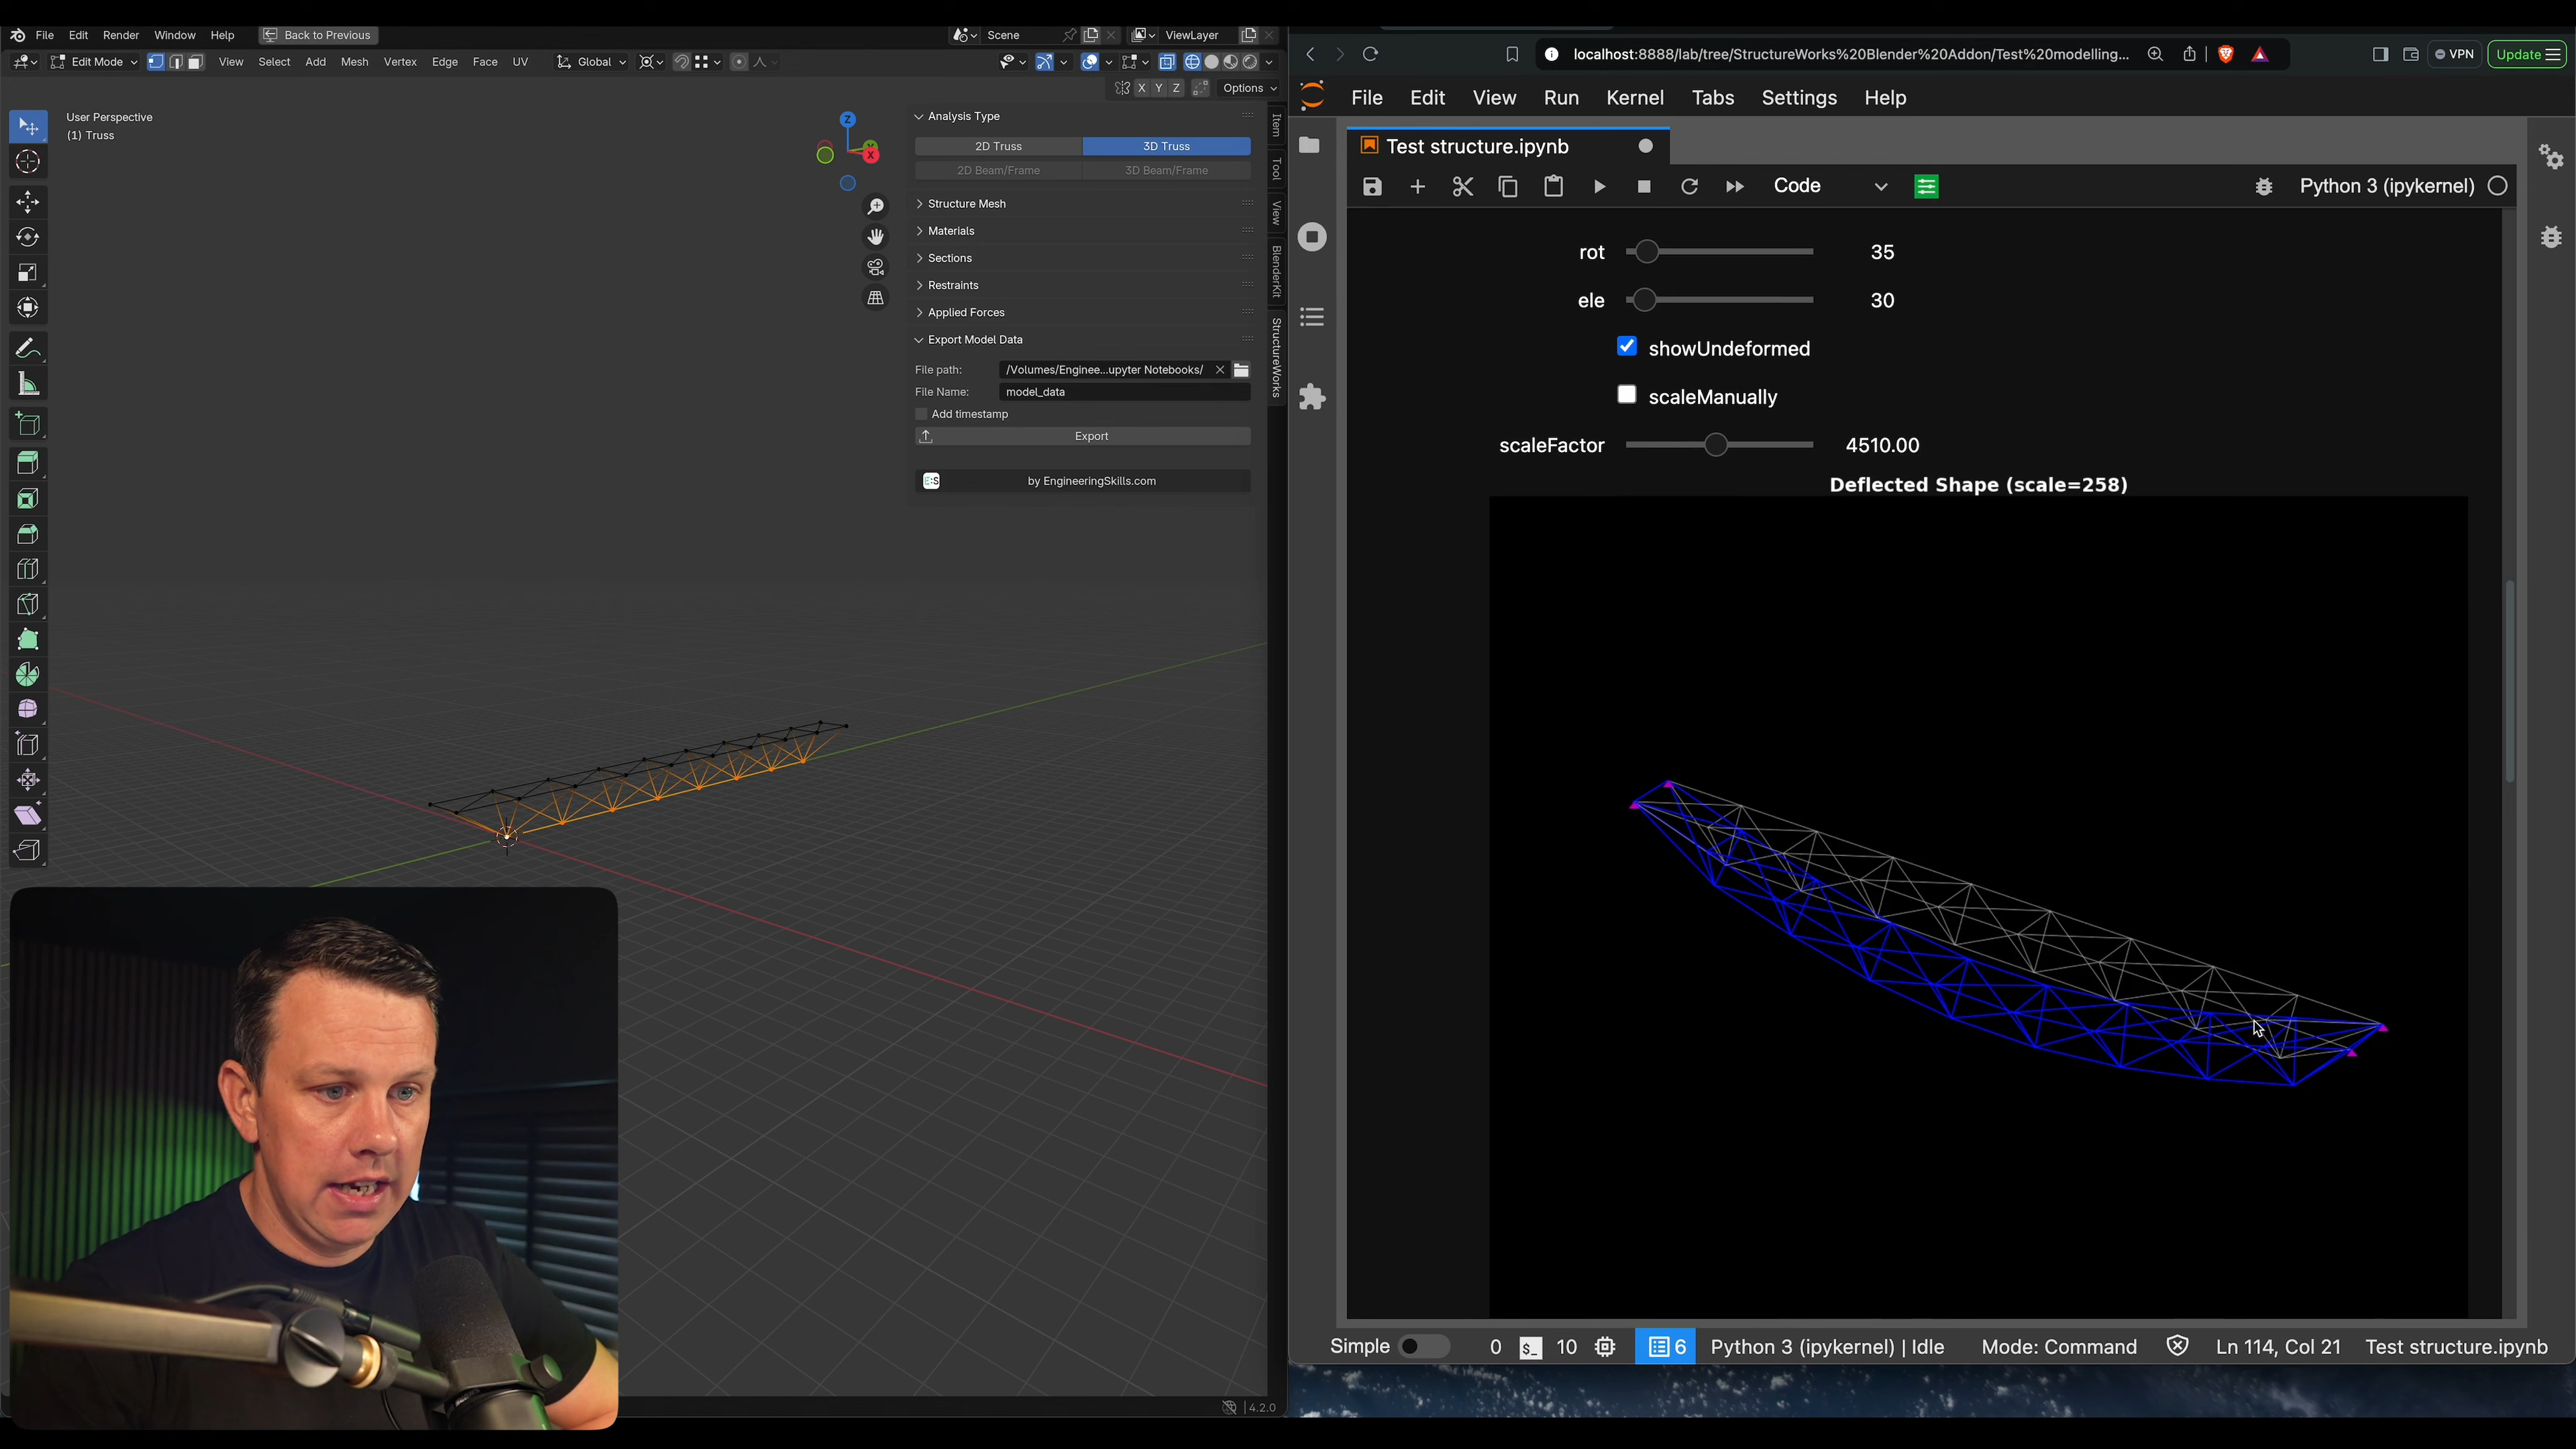 File Edit Render Window Help Back to Previous
Scene
ViewLayer
Edit Mode View Select Add Mesh Vertex Edge Face UV
Global
X Y Z Options
User Perspective
(1) Truss
Z
X
Analysis Type
2D Truss 3D Truss
2D Beam/Frame 3D Beam/Frame
Structure Mesh
Materials
Sections
Restraints
Applied Forces
Export Model Data
File path: /Volumes/Enginee...upyter Notebooks/
File Name: model_data
Add timestamp
Export
E:S by EngineeringSkills.com
Item
Tool
View
BlenderKit
StructureWorks
4.2.0
localhost:8888/lab/tree/StructureWorks%20Blender%20Addon/Test%20modelling...
VPN
Update
File Edit View Run Kernel Tabs Settings Help
Test structure.ipynb
Code
Python 3 (ipykernel)
rot 35
ele 30
showUndeformed
scaleManually
scaleFactor 4510.00
Deflected Shape (scale=258)
Simple 0 $_ 10 6 Python 3 (ipykernel) | Idle Mode: Command Ln 114, Col 21 Test structure.ipynb